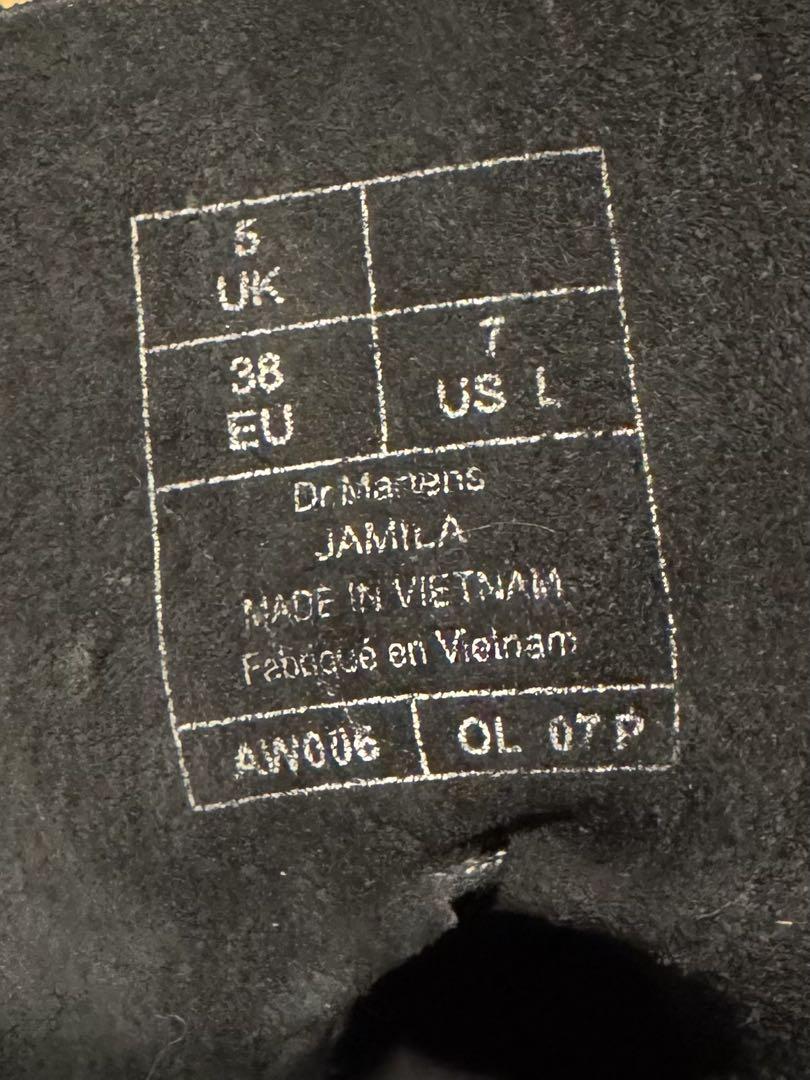 5
UK
38
EU
7
US L
Dr.Martens
JAMILA
MADE IN VIETNAM
Fabriqué en Vietnam
AW006
OL 07 P